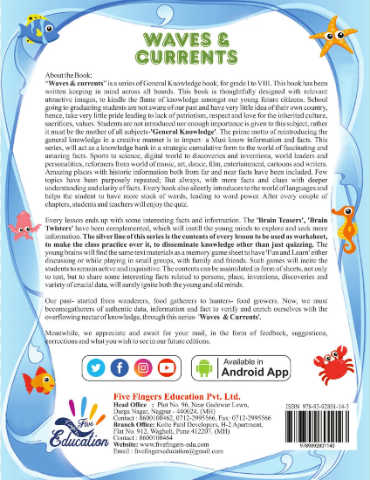 WAVES &
CURRENTS
About the Book;
"Waves & currents" is a series of General Knowledge book, for grade I to VIII. This book has been
written keeping in mind across all boards. This book is thoughtfully designed with relevant
attractive images, to kindle the flame of knowledge amongst our young future citizens. School
going to graduating students are not aware of our past and have very little idea of their own country,
hence, take very little pride leading to lack of patriotism, respect and love for the inherited culture,
sacrifices, values. Students are not introduced nor enough importance is given to this subject, rather
it must be the mother of all subjects-'General Knowledge'. The prime motto of reintroducing the
general knowledge in a creative manner is to impart- a Must know information and facts. This
series, will act as a knowledge bank in a strategic cumulative form to the world of fascinating and
amazing facts. Sports to science, digital world to discoveries and inventions, world leaders and
personalities, reformers from world of music, art, dance, film, entertainment, cartoons and writers.
Amazing places with historic information both from far and near facts have been included. Few
topics have been purposely repeated; But always, with more facts and clues with deeper
understanding and clarity of facts. Every book also silently introduces to the world of languages and
helps the student to have more stock of words, leading to word power. After every couple of
chapters, students and teachers will enjoy the quiz.
Every lesson ends up with some interesting facts and information. The 'Brain Teasers', 'Brain
Twisters' have been complemented, which will instill the young minds to explore and seek more
information. The silver line of this series is the contents of every lesson to be used as worksheet,
to make the class practice over it, to disseminate knowledge other than just quizzing. The
young brains will find the same text materials as a memory game sheet to have 'Fun and Learn' either
discussing or while playing in small groups, with family and friends. Such games will invite the
students to remain active and inquisitive. The contents can be assimilated in form of sheets, not only
to test, but to share some interesting facts related to persons, place, inventions, discoveries and
variety of crucial data, will surely ignite both the young and old minds.
Our past- started fires wanderers, food gatherers to hunters- food growers. Now, we must
become gatherers of authentic data, information and fact to verify and enrich ourselves with the
overflowing nectar of knowledge, through this series- 'Waves & Currents'.
Meanwhile, we appreciate and await for your mail, in the form of feedback, suggestions,
corrections and what you wish to see in our future editions.
Available in
Android App
Five
Education
Five Fingers Education Pvt. Ltd.
Head Office : Plot No. 96, Near Gadewar Lawn,
Durga Nagar, Nagpur - 440024, (MH)
Contact : 8600108462, 0712-2995566, Fax: 0712-2995566
Branch Office: Kolte Patil Developers, H-2 Apartment,
Flat No. 912, Wagholi, Pune 412207, (MH)
Contact : 8600108464
Website: www.fivefingers-edu.com
Email : fivefingerseducation@gmail.com